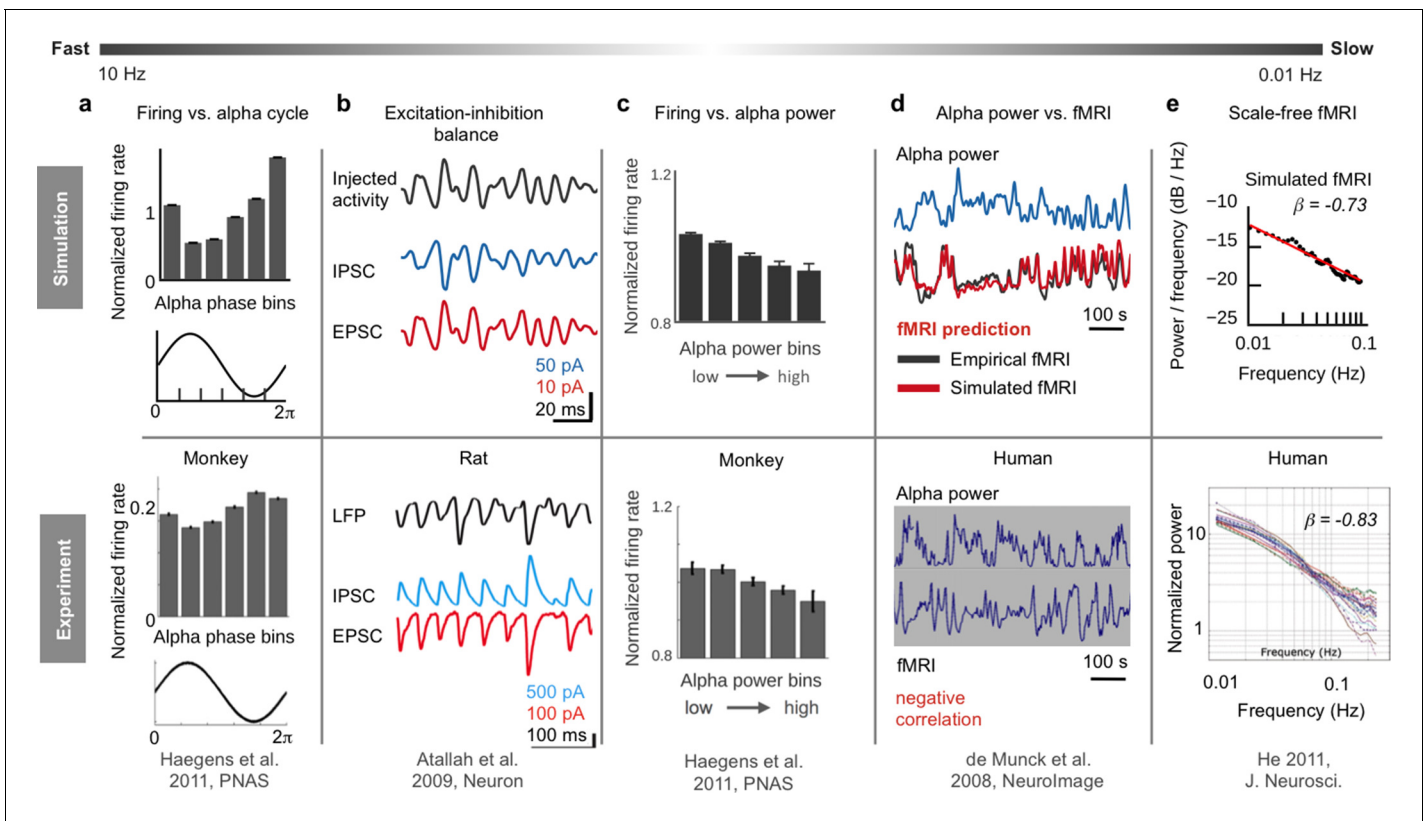 Fast
Slow
10 Hz
0.01 Hz
Simulation
a
Firing vs. alpha cycle
Normalized firing rate
1
0
Alpha phase bins
0
2π
b
Excitation-inhibition
balance
Injected
activity
IPSC
EPSC
50 pA
10 pA
20 ms
c
Firing vs. alpha power
Normalized firing rate
1.2
0.8
Alpha power bins
low
high
d
Alpha power vs. fMRI
Alpha power
100 s
fMRI prediction
Empirical fMRI
Simulated fMRI
e
Scale-free fMRI
Power / frequency (dB / Hz)
Simulated fMRI
β = -0.73
−10
−15
−20
−25
0.01
0.1
Frequency (Hz)
Experiment
Monkey
Normalized firing rate
0.2
0
Alpha phase bins
0
2π
Haegens et al.
2011, PNAS
Rat
LFP
IPSC
EPSC
500 pA
100 pA
100 ms
Atallah et al.
2009, Neuron
Monkey
Normalized firing rate
1.2
0.8
Alpha power bins
low
high
Haegens et al.
2011, PNAS
Human
Alpha power
fMRI
100 s
negative
correlation
de Munck et al.
2008, NeuroImage
Human
Normalized power
β = -0.83
10
1
Frequency (Hz)
0.01
0.1
Frequency (Hz)
He 2011,
J. Neurosci.